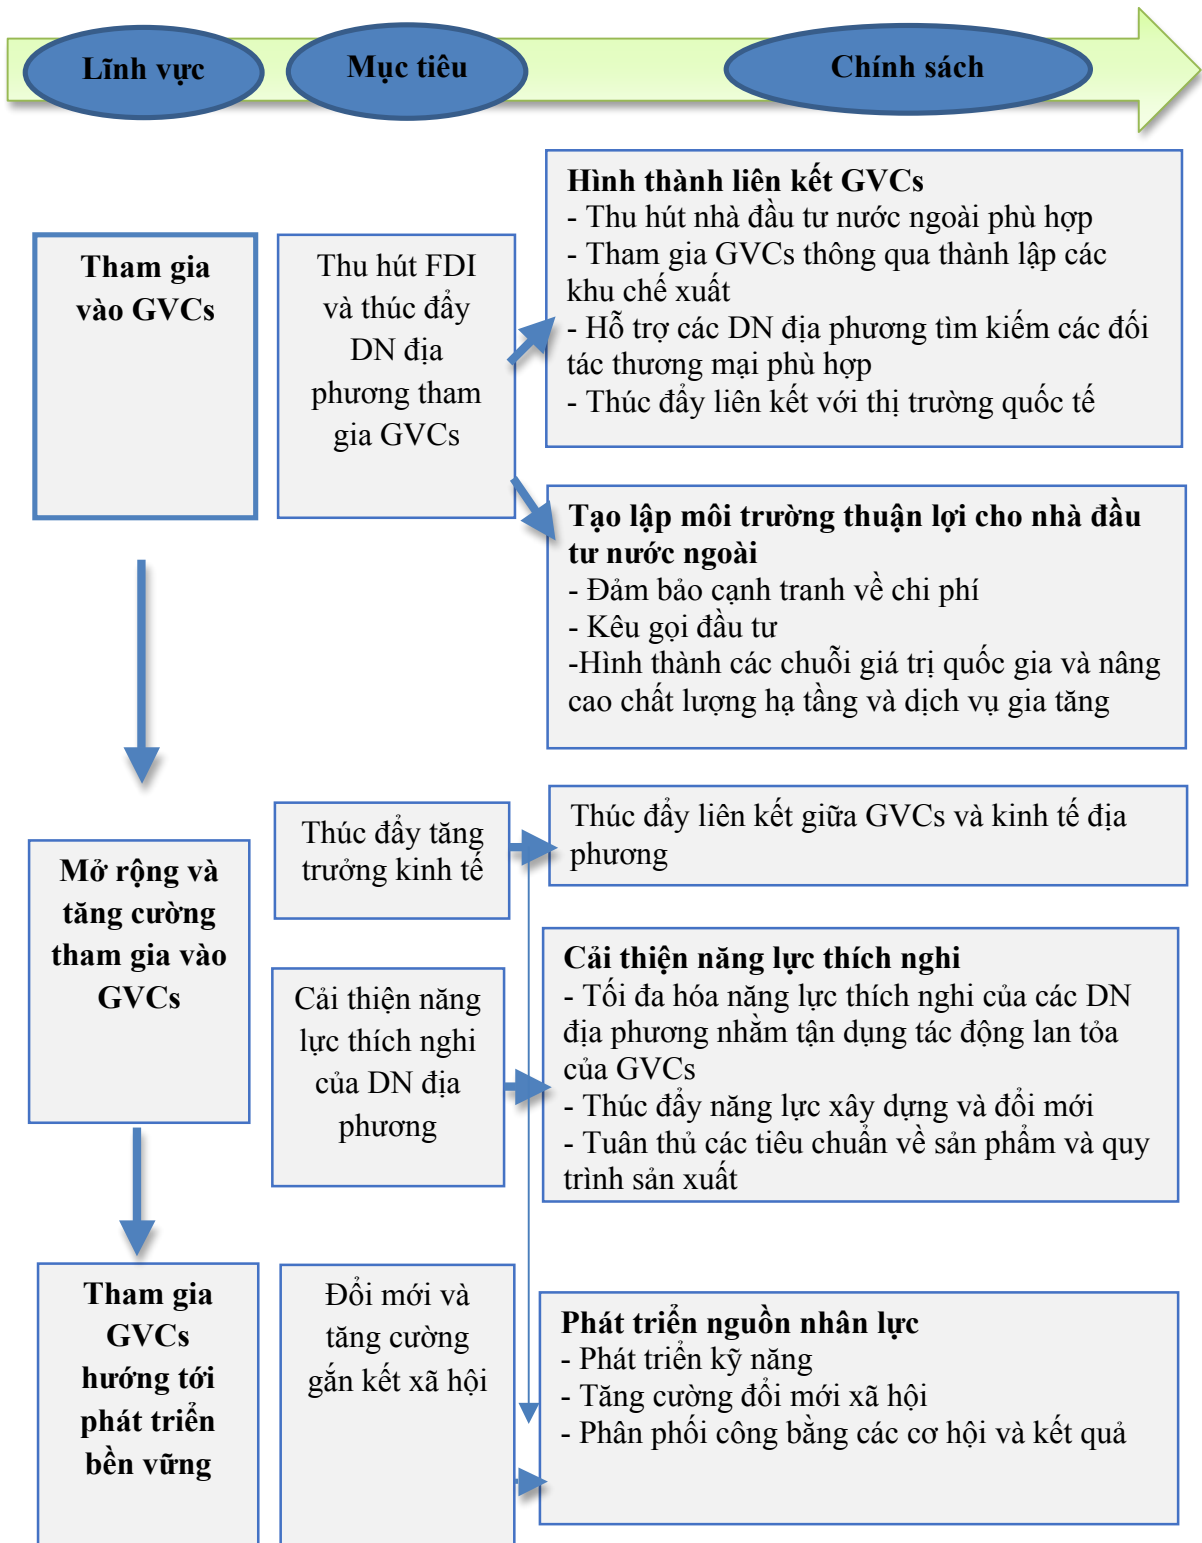 Lĩnh vực
Mục tiêu
Chính sách
Tham gia
vào GVCs
Thu hút FDI
và thúc đẩy
DN địa
phương tham
gia GVCs
Hình thành liên kết GVCs
- Thu hút nhà đầu tư nước ngoài phù hợp
- Tham gia GVCs thông qua thành lập các
khu chế xuất
- Hỗ trợ các DN địa phương tìm kiếm các đối
tác thương mại phù hợp
- Thúc đẩy liên kết với thị trường quốc tế
Tạo lập môi trường thuận lợi cho nhà đầu
tư nước ngoài
- Đảm bảo cạnh tranh về chi phí
- Kêu gọi đầu tư
-Hình thành các chuỗi giá trị quốc gia và nâng
cao chất lượng hạ tầng và dịch vụ gia tăng
Mở rộng và
tăng cường
tham gia vào
GVCs
Thúc đẩy tăng
trưởng kinh tế
Thúc đẩy liên kết giữa GVCs và kinh tế địa
phương
Cải thiện năng
lực thích nghi
của DN địa
phương
Cải thiện năng lực thích nghi
- Tối đa hóa năng lực thích nghi của các DN
địa phương nhằm tận dụng tác động lan tỏa
của GVCs
- Thúc đẩy năng lực xây dựng và đổi mới
- Tuân thủ các tiêu chuẩn về sản phẩm và quy
trình sản xuất
Tham gia
GVCs
hướng tới
phát triển
bền vững
Đổi mới và
tăng cường
gắn kết xã hội
Phát triển nguồn nhân lực
- Phát triển kỹ năng
- Tăng cường đổi mới xã hội
- Phân phối công bằng các cơ hội và kết quả